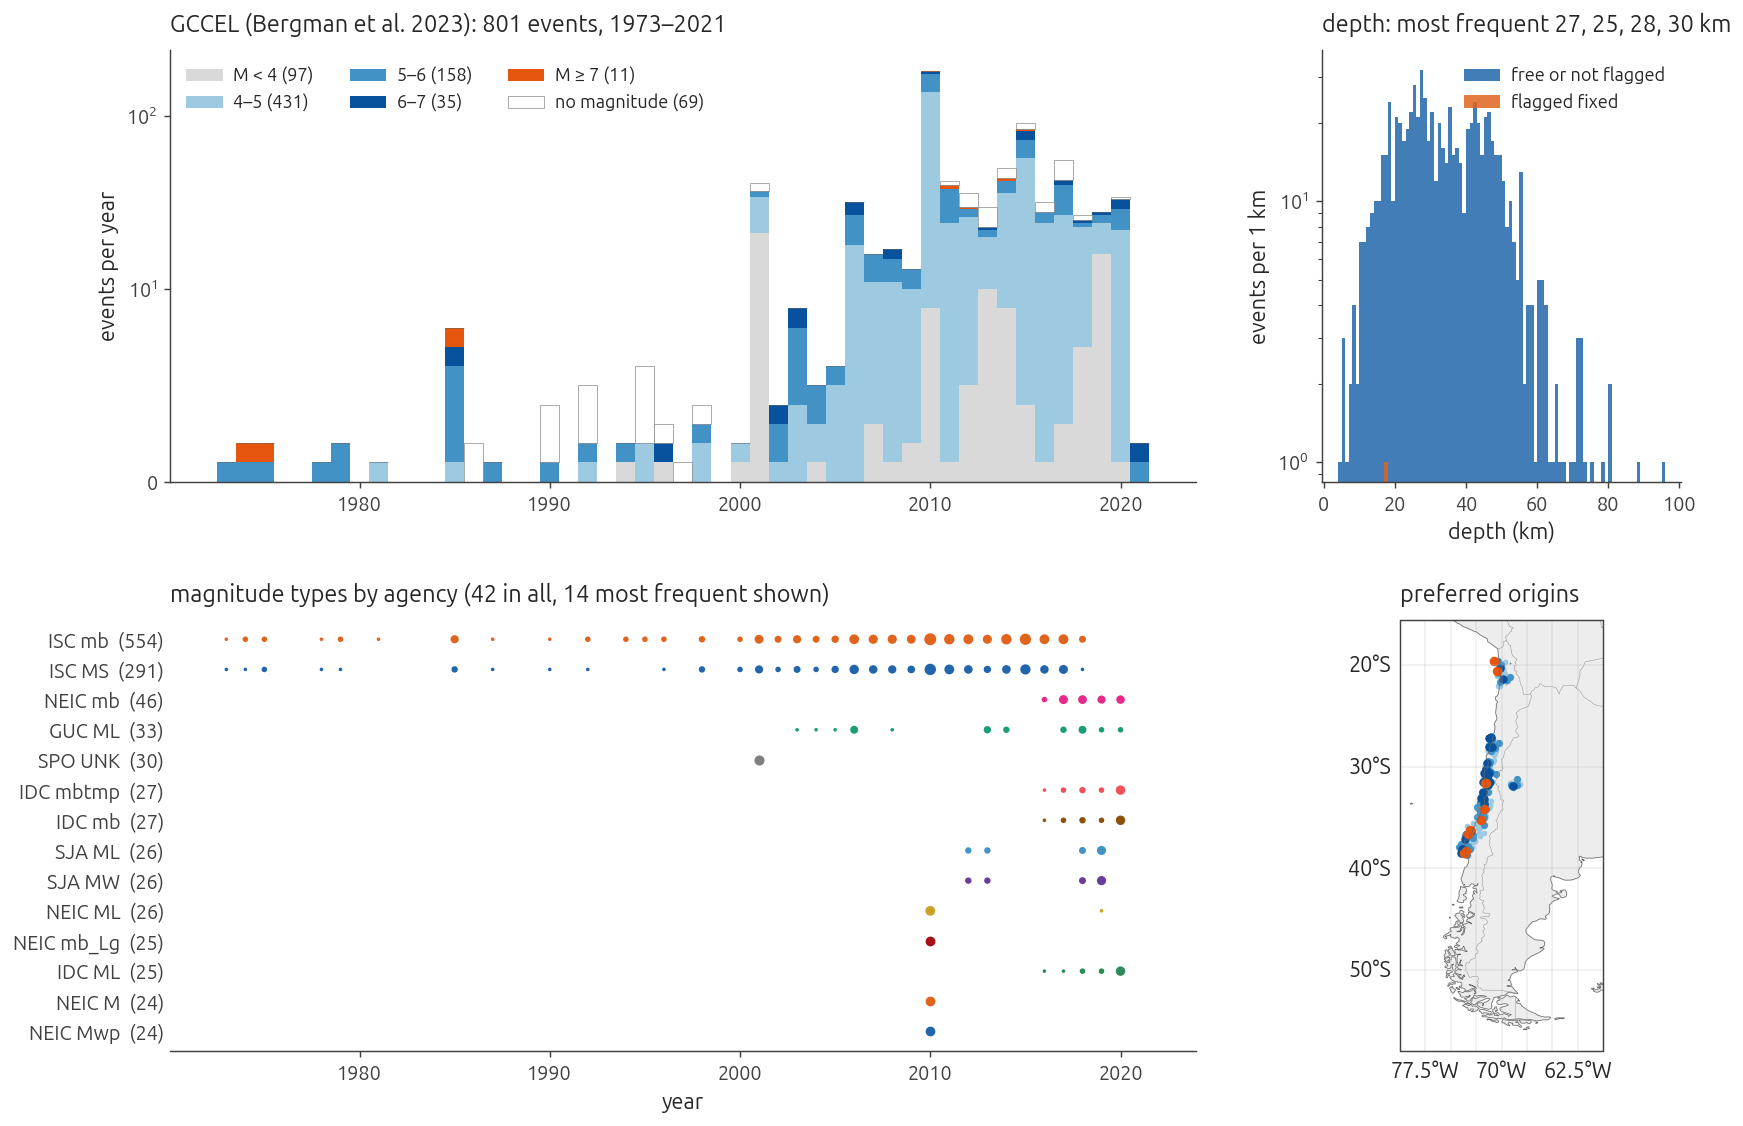 GCCEL (Bergman et al. 2023): 801 events, 1973–2021
M < 4 (97)
4–5 (431)
5–6 (158)
6–7 (35)
M ≥ 7 (11)
no magnitude (69)
events per year
10²
10¹
0
1980
1990
2000
2010
2020
depth: most frequent 27, 25, 28, 30 km
free or not flagged
flagged fixed
events per 1 km
10¹
10⁰
0
20
40
60
80
100
depth (km)
magnitude types by agency (42 in all, 14 most frequent shown)
ISC mb (554)
ISC MS (291)
NEIC mb (46)
GUC ML (33)
SPO UNK (30)
IDC mbtmp (27)
IDC mb (27)
SJA ML (26)
SJA MW (26)
NEIC ML (26)
NEIC mb_Lg (25)
IDC ML (25)
NEIC M (24)
NEIC Mwp (24)
1980
1990
2000
2010
2020
year
preferred origins
20°S
30°S
40°S
50°S
77.5°W
70°W
62.5°W